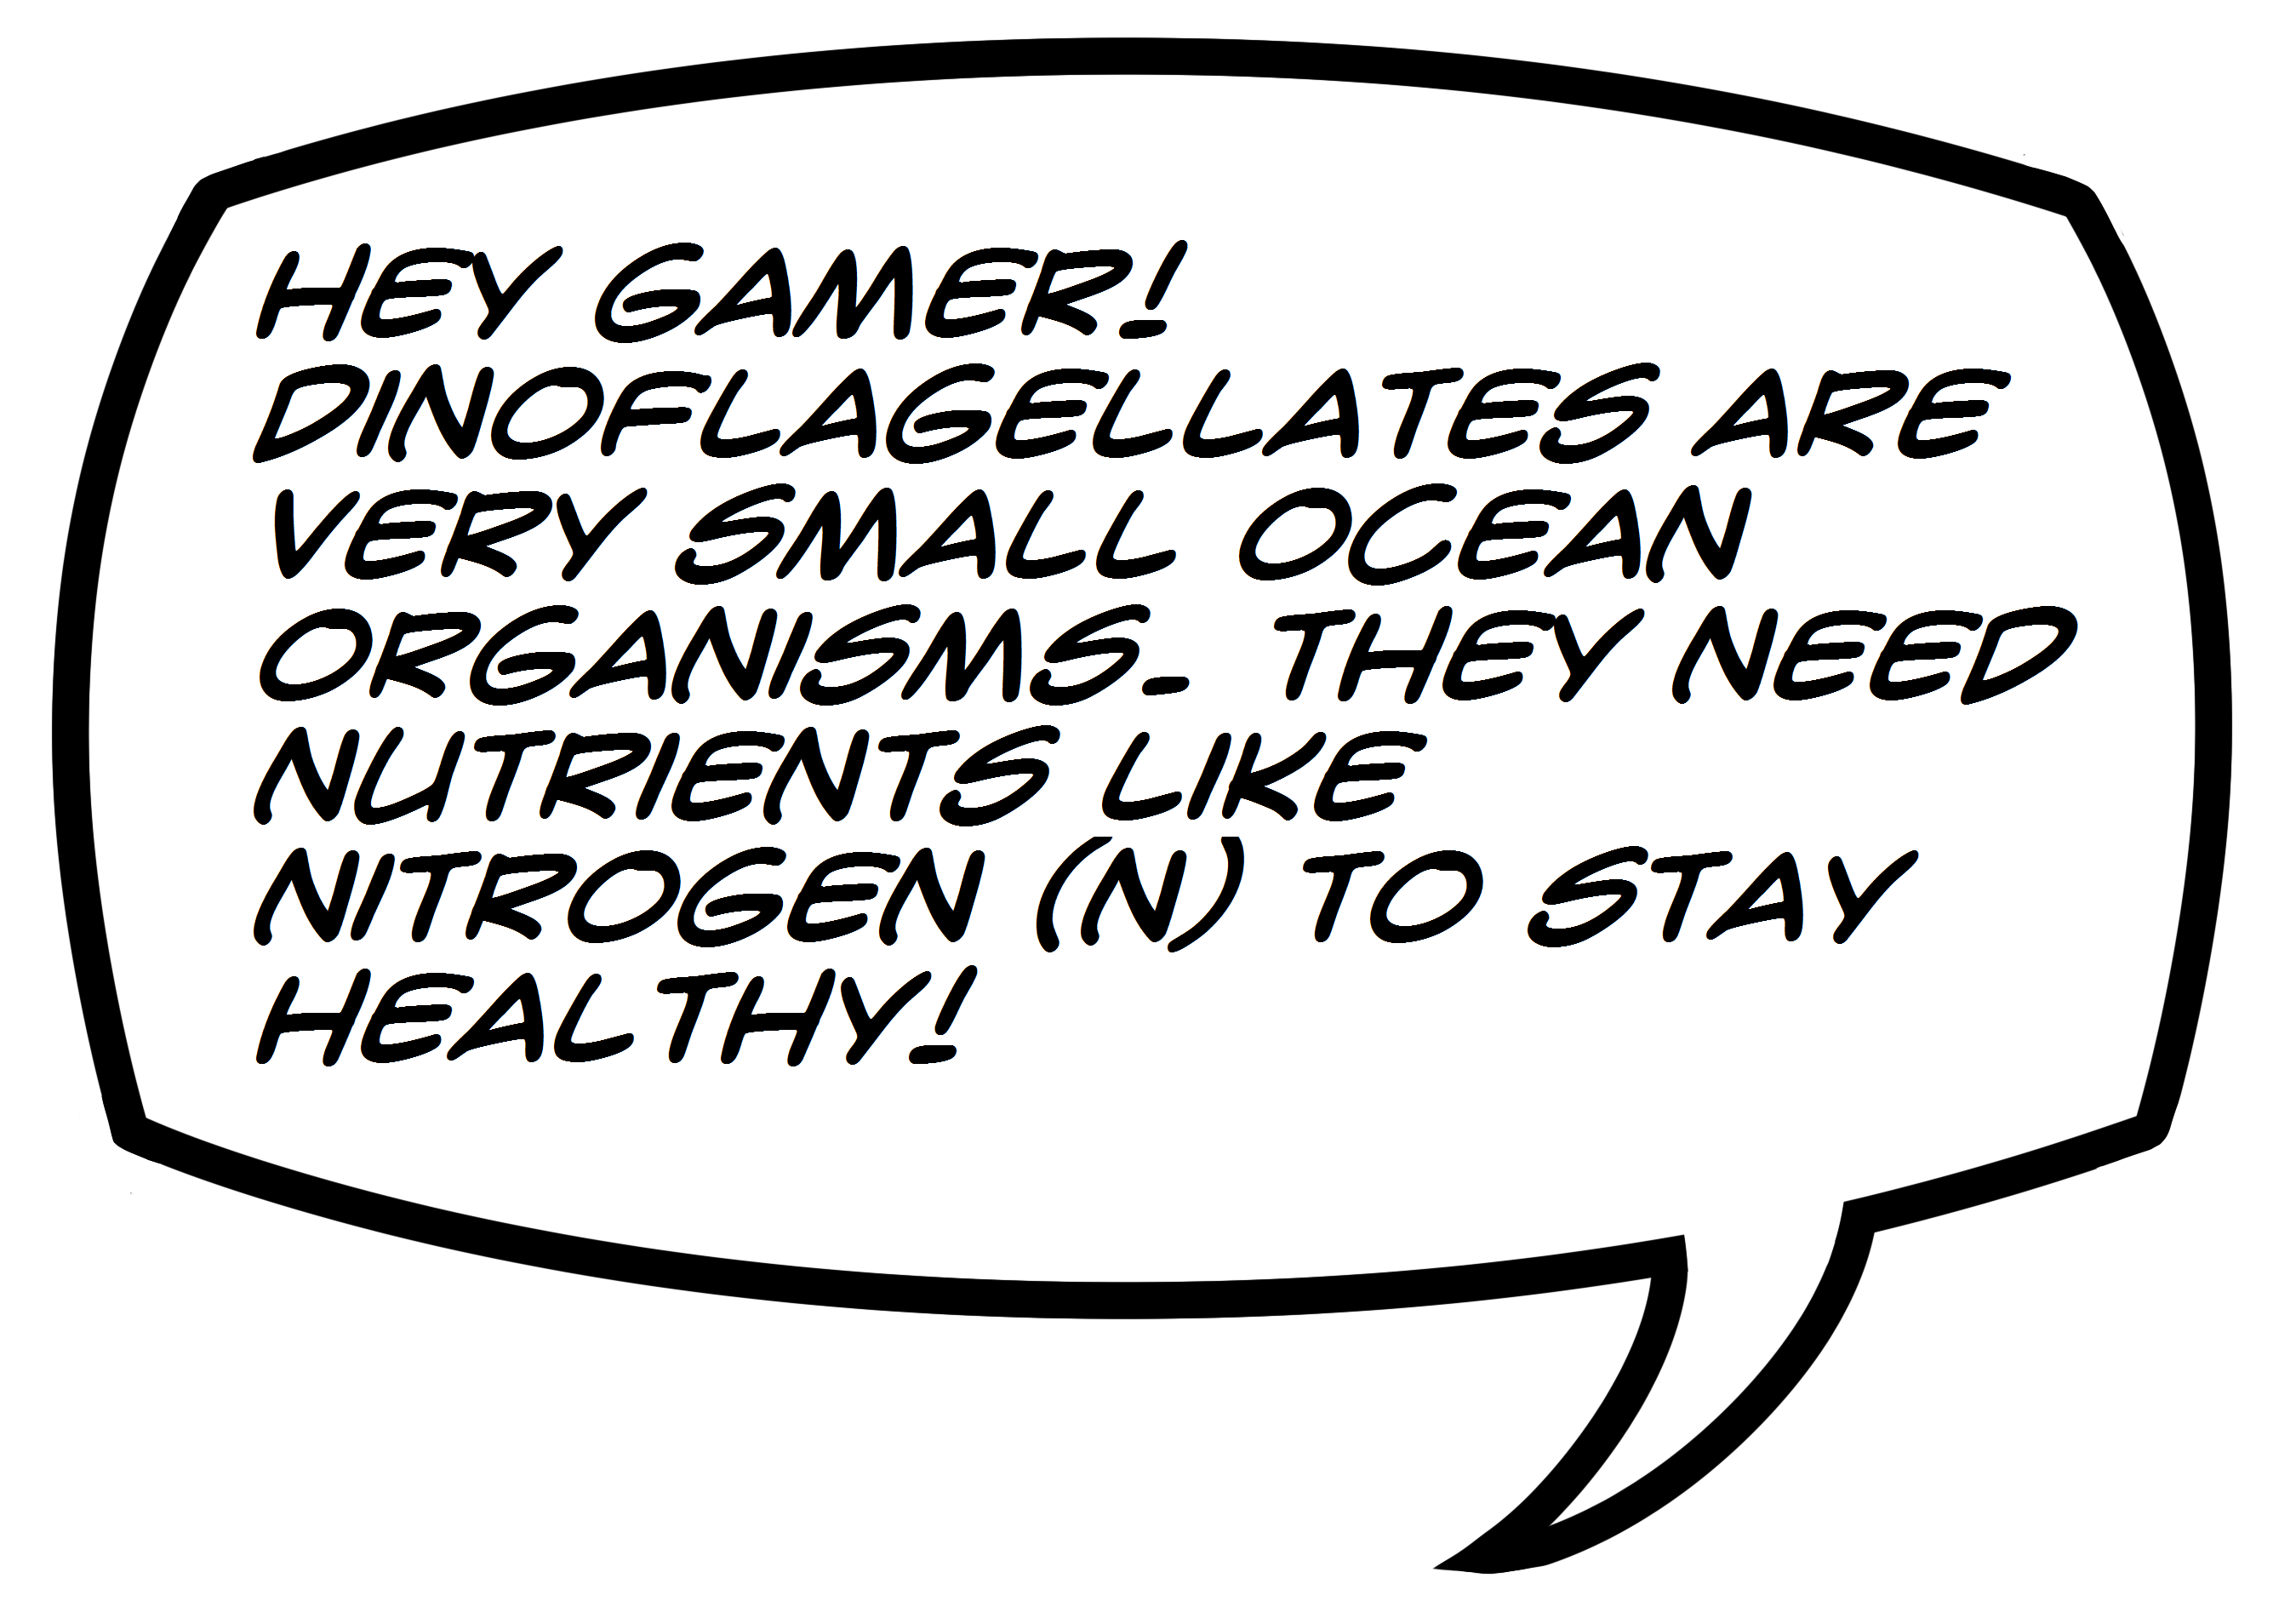 HEY GAMER!
DINOFLAGELLATES ARE
VERY SMALL OCEAN
ORGANISMS. THEY NEED
NUTRIENTS LIKE
NITROGEN (N) TO STAY
HEALTHY!